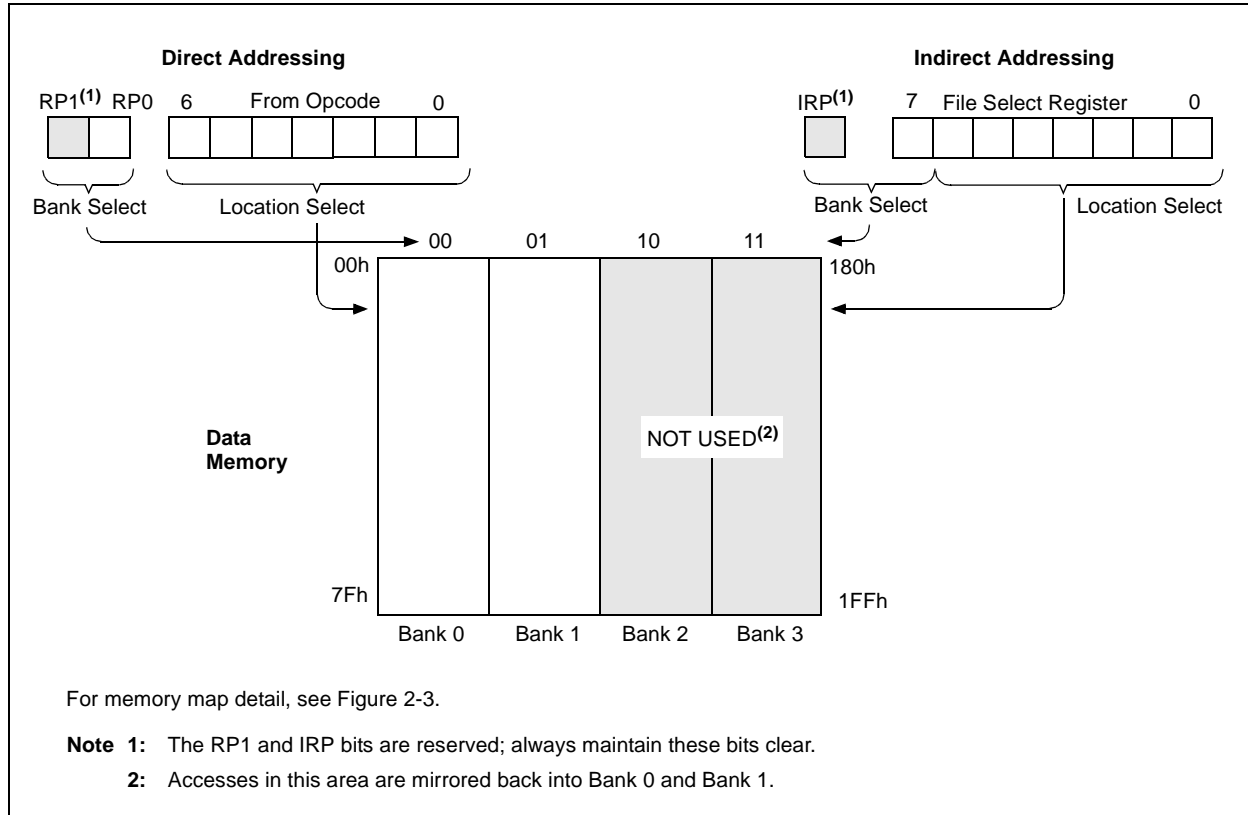 Direct Addressing
Indirect Addressing
RP1(1) RP0 6 From Opcode 0
IRP(1) 7 File Select Register 0
Bank Select Location Select
Bank Select Location Select
00 01 10 11
00h 180h
NOT USED(2)
Data
Memory
7Fh 1FFh
Bank 0 Bank 1 Bank 2 Bank 3
For memory map detail, see Figure 2-3.
Note 1: The RP1 and IRP bits are reserved; always maintain these bits clear.
2: Accesses in this area are mirrored back into Bank 0 and Bank 1.